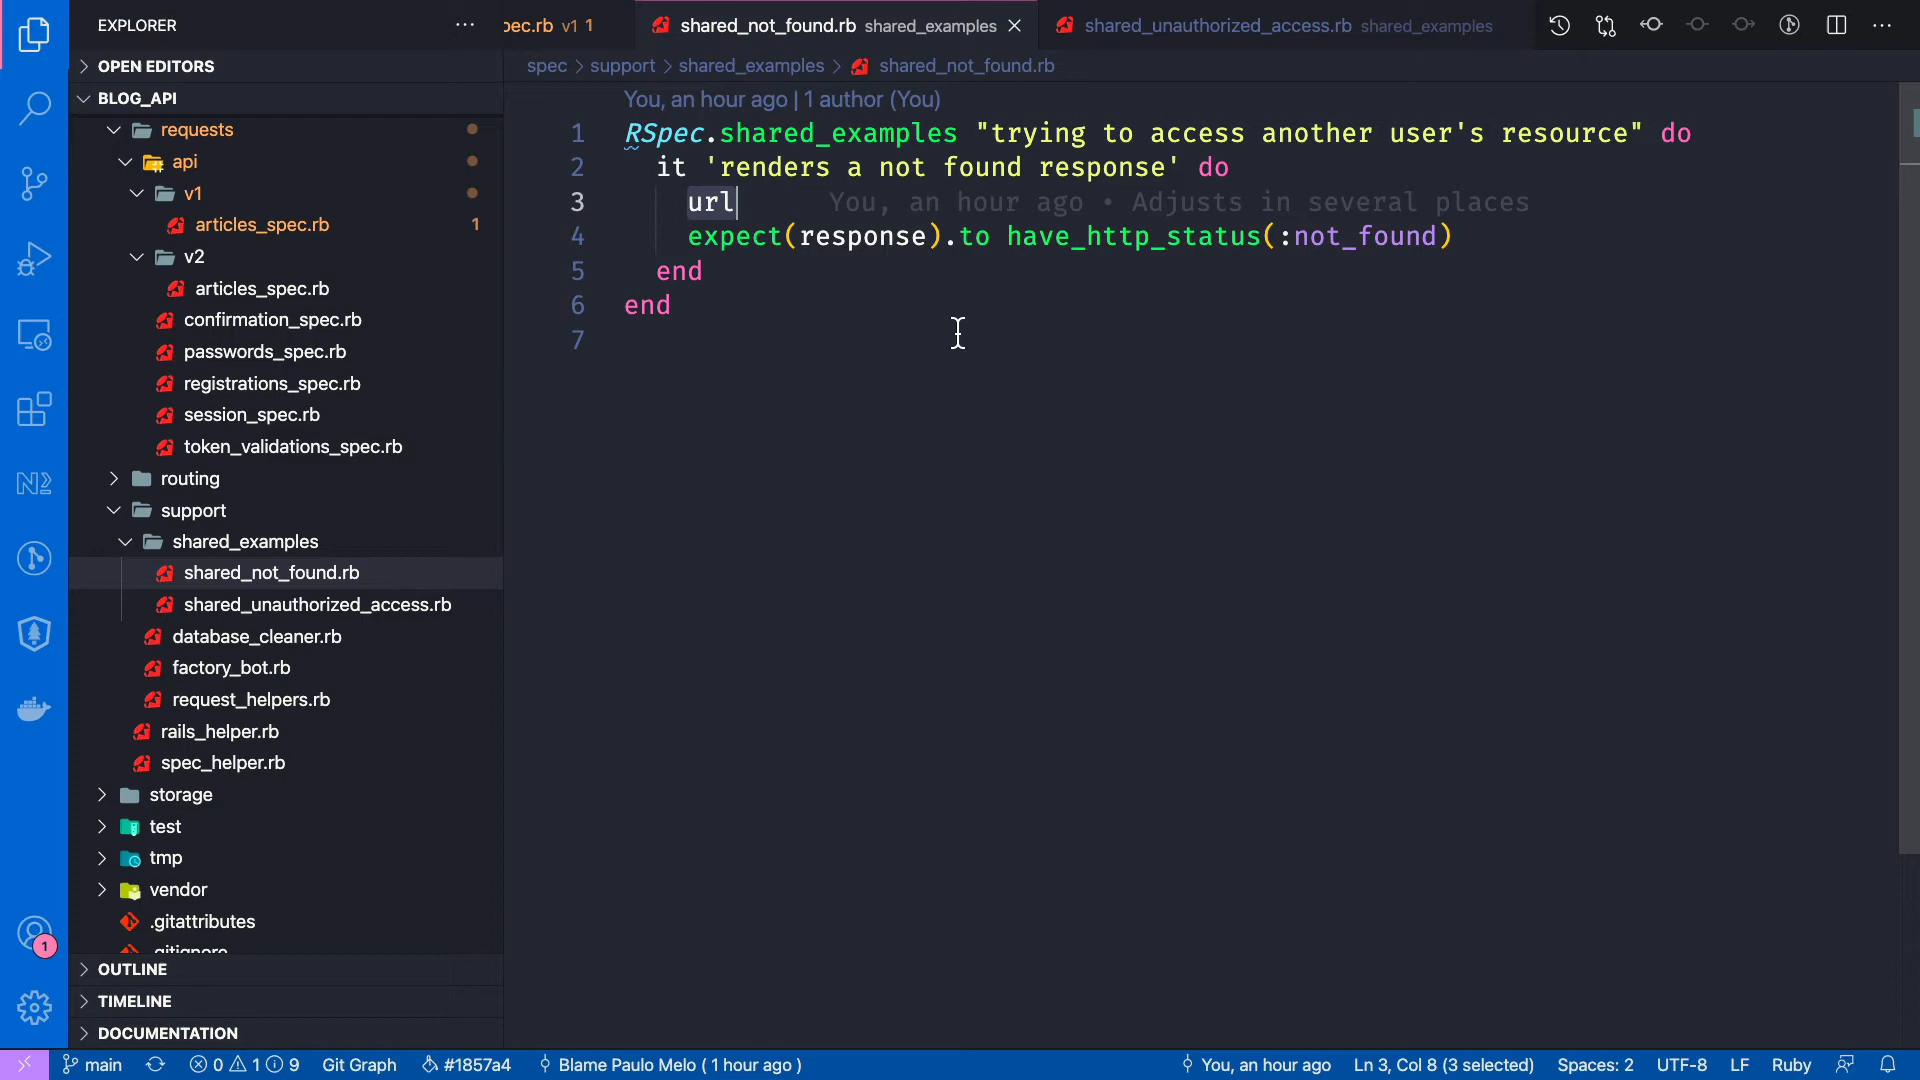 EXPLORER
OPEN EDITORS
BLOG_API
requests
api
v1
articles_spec.rb 1
v2
articles_spec.rb
confirmation_spec.rb
passwords_spec.rb
registrations_spec.rb
session_spec.rb
token_validations_spec.rb
routing
support
shared_examples
shared_not_found.rb
shared_unauthorized_access.rb
database_cleaner.rb
factory_bot.rb
request_helpers.rb
rails_helper.rb
spec_helper.rb
storage
test
tmp
vendor
.gitattributes
.gitignore
OUTLINE
TIMELINE
DOCUMENTATION
1
pec.rb v1 1 shared_not_found.rb shared_examples shared_unauthorized_access.rb shared_examples
spec > support > shared_examples > shared_not_found.rb
You, an hour ago | 1 author (You)
1 RSpec.shared_examples "trying to access another user's resource" do
2 it 'renders a not found response' do
3 url You, an hour ago • Adjusts in several places
4 expect(response).to have_http_status(:not_found)
5 end
6 end
7
main 0 1 9 Git Graph #1857a4 Blame Paulo Melo ( 1 hour ago ) You, an hour ago Ln 3, Col 8 (3 selected) Spaces: 2 UTF-8 LF Ruby